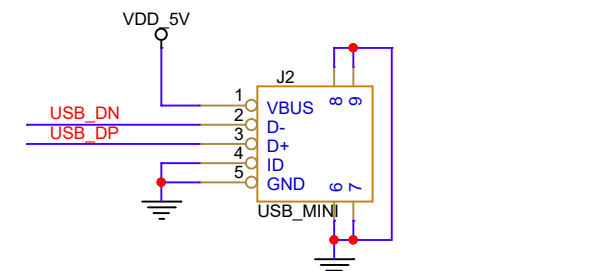 VDD_5V
J2
1
VBUS
8
9
USB_DN
2
D-
USB_DP
3
D+
4
ID
5
GND
6
7
USB_MINI